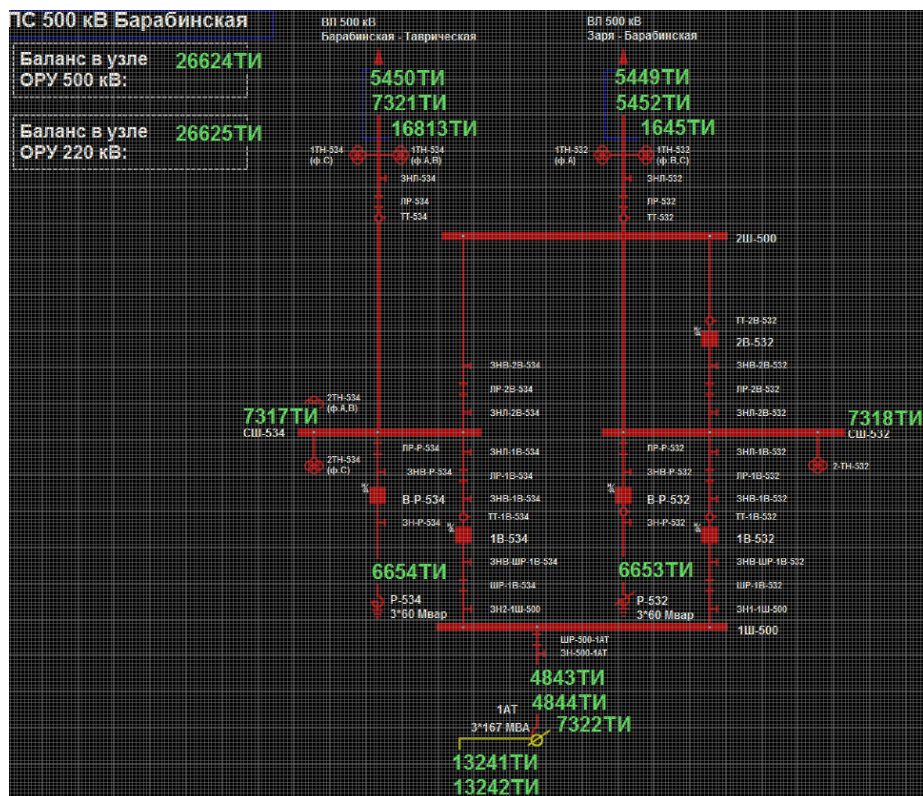 ПС 500 кВ Барабинская
Баланс в узле
ОРУ 500 кВ:
26624ТИ
Баланс в узле
ОРУ 220 кВ:
26625ТИ
ВЛ 500 кВ
Барабинская - Таврическая
ВЛ 500 кВ
Заря - Барабинская
5450ТИ
7321ТИ
16813ТИ
5449ТИ
5452ТИ
1645ТИ
1ТН-534
(ф.С)
1ТН-534
(ф.А,В)
1ТН-532
(ф.А)
1ТН-532
(ф.В,С)
ЗНЛ-534
ЛР-534
ТТ-534
ЗНЛ-532
ЛР-532
ТТ-532
2Ш-500
ТТ-2В-532
2В-532
ЗНВ-2В-534
ЛР-2В-534
ЗНЛ-2В-534
ЗНВ-2В-532
ЛР-2В-532
ЗНЛ-2В-532
2ТН-534
(ф.А,В)
7317ТИ
СШ-534
7318ТИ
СШ-532
2ТН-534
(ф.С)
ЛР-Р-534
ЗНВ-Р-534
В-Р-534
ЗН-Р-534
ЗНЛ-1В-534
ЛР-1В-534
ЗНВ-1В-534
ТТ-1В-534
1В-534
ЗНВ-ШР-1В-534
ШР-1В-534
ЗН2-1Ш-500
ЛР-Р-532
ЗНВ-Р-532
В-Р-532
ЗН-Р-532
ЗНЛ-1В-532
ЛР-1В-532
ЗНВ-1В-532
ТТ-1В-532
1В-532
ЗНВ-ШР-1В-532
ШР-1В-532
ЗН1-1Ш-500
2-ТН-532
6654ТИ
Р-534
3*60 Мвар
6653ТИ
Р-532
3*60 Мвар
1Ш-500
ШР-500-1АТ
ЗН-500-1АТ
4843ТИ
4844ТИ
7322ТИ
1АТ
3*167 МВА
13241ТИ
13242ТИ